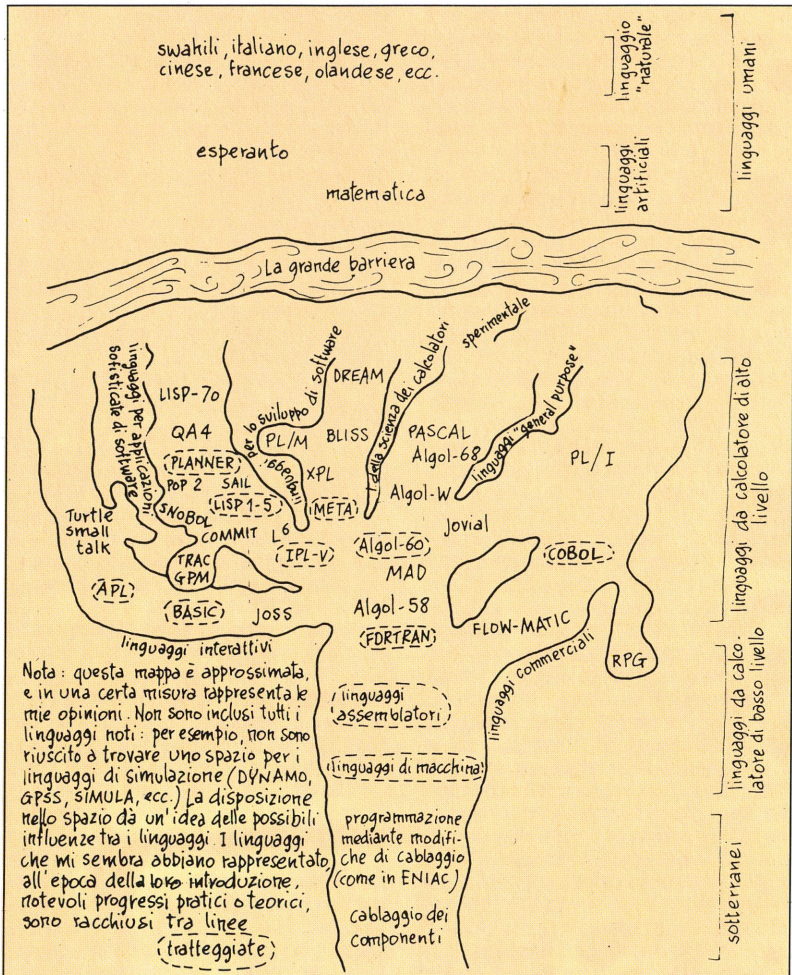 swahili, italiano, inglese, greco,
cinese, francese, olandese, ecc.
linguaggio
"naturale"
linguaggi umani
esperanto
matematica
linguaggi
artificiali
La grande barriera
linguaggi per applicazioni
sofisticate di software
LISP-70
QA4
PLANNER
POP 2
SAIL
SNOBOL
LISP 1-5
COMMIT
L6
Turtle
small
talk
TRAC
GPM
APL
BASIC
JOSS
linguaggi interattivi
linguaggi
per lo sviluppo di software
PL/M
XPL
META
IPL-V
DREAM
BLISS
l. della scienza dei calcolatori
sperimentale
PASCAL
Algol-68
Algol-W
linguaggi "general purpose"
PL/I
Jovial
Algol-60
MAD
Algol-58
FORTRAN
COBOL
FLOW-MATIC
linguaggi commerciali
RPG
linguaggi da calcolatore di alto
livello
linguaggi
assemblatori
linguaggi di macchina
linguaggi da calco-
latore di basso livello
programmazione
mediante modifi-
che di cablaggio
(come in ENIAC)
cablaggio dei
componenti
sotterranei
Nota: questa mappa è approssimata,
e in una certa misura rappresenta le
mie opinioni. Non sono inclusi tutti i
linguaggi noti: per esempio, non sono
riuscito a trovare uno spazio per i
linguaggi di simulazione (DYNAMO,
GPSS, SIMULA, ecc.) La disposizione
nello spazio dà un'idea delle possibili
influenze tra i linguaggi. I linguaggi
che mi sembra abbiano rappresentato,
all'epoca della loro introduzione,
notevoli progressi pratici o teorici,
sono racchiusi tra linee
tratteggiate